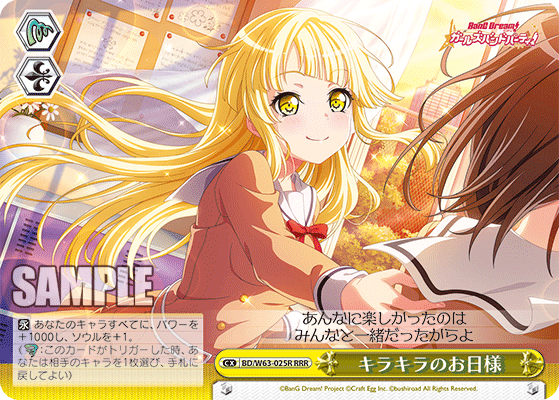 BanG Dream!
ガールズバンドパーティ!
SAMPLE
あんなに楽しかったのは
みんなと一緒だったからよ
永 あなたのキャラすべてに、パワーを
+1000し、ソウルを+1。
(:このカードがトリガーした時、あ
なたは相手のキャラを1枚選び、手札に
戻してよい)
CX BD/W63-025R RRR
キラキラのお日様
©BanG Dream! Project ©Craft Egg Inc. ©bushiroad All Rights Reserved.